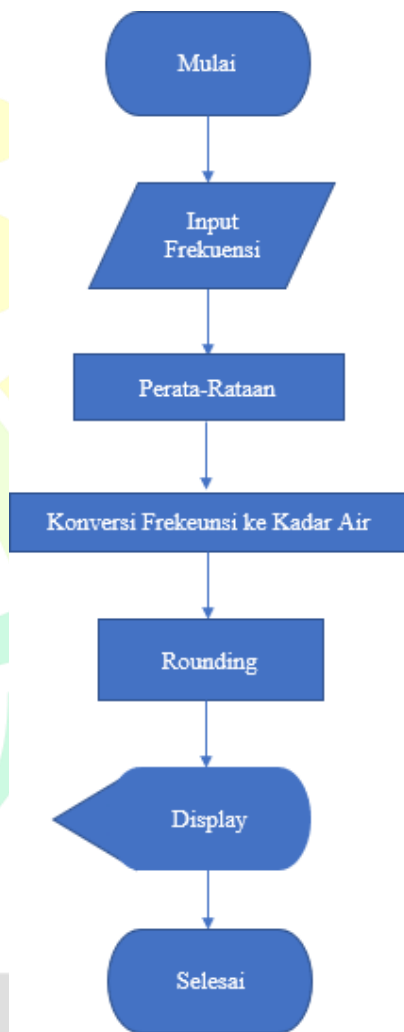 Mulai
Input
Frekuensi
Perata-Rataan
Konversi Frekeunsi ke Kadar Air
Rounding
Display
Selesai